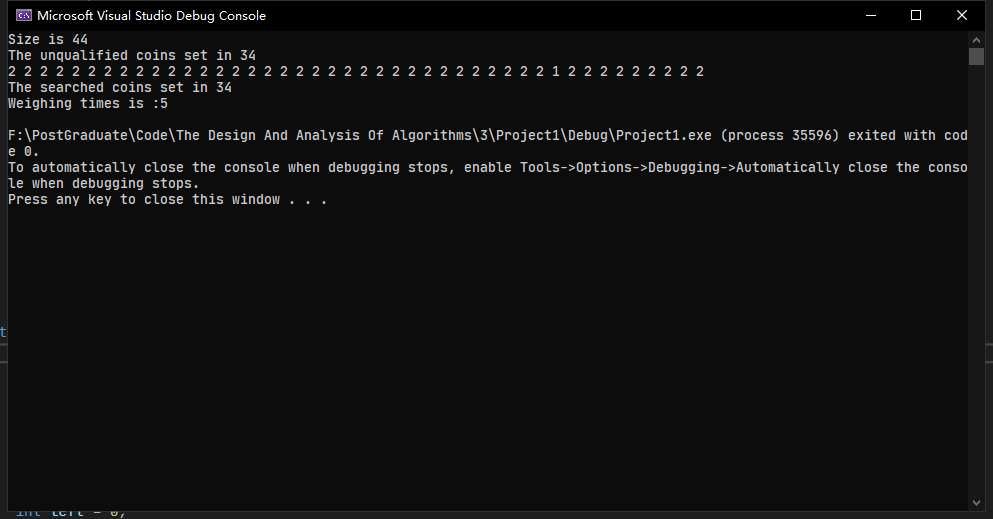 Microsoft Visual Studio Debug Console
Size is 44
The unqualified coins set in 34
2 2 2 2 2 2 2 2 2 2 2 2 2 2 2 2 2 2 2 2 2 2 2 2 2 2 2 2 2 2 2 2 2 2 1 2 2 2 2 2 2 2 2 2
The searched coins set in 34
Weighing times is :5
F:\PostGraduate\Code\The Design And Analysis Of Algorithms\3\Project1\Debug\Project1.exe (process 35596) exited with cod
e 0.
To automatically close the console when debugging stops, enable Tools->Options->Debugging->Automatically close the conso
le when debugging stops.
Press any key to close this window . . .